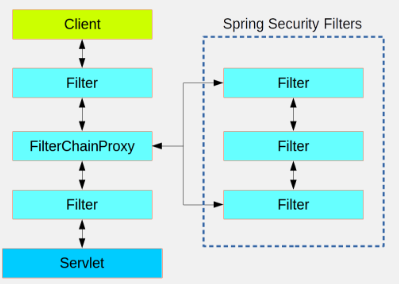 Client
Spring Security Filters
Filter
Filter
FilterChainProxy
Filter
Filter
Filter
Servlet